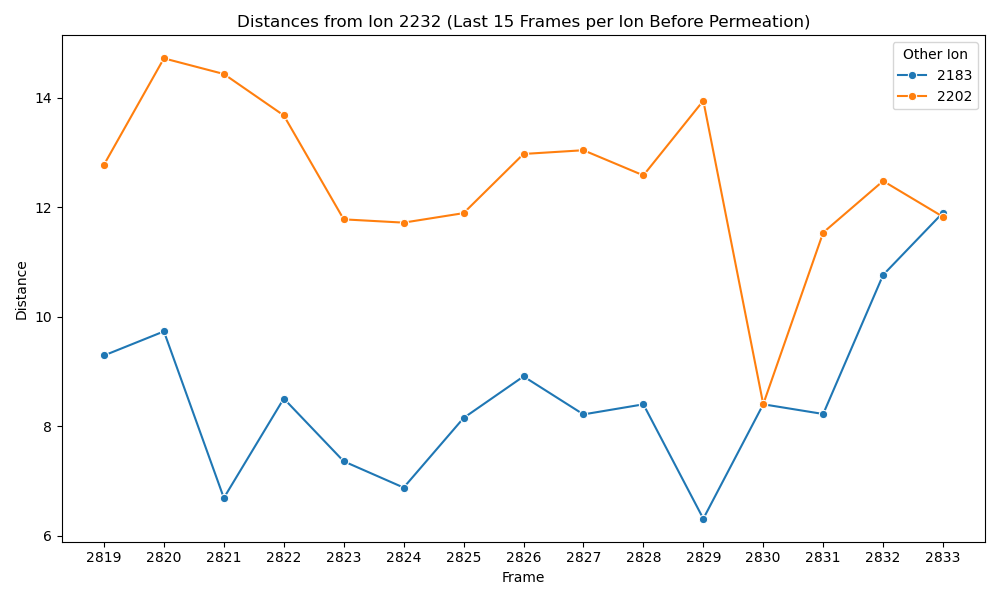 Distances from Ion 2232 (Last 15 Frames per Ion Before Permeation)
Other Ion
2183
2202
Distance
14
12
10
8
6
2819 2820 2821 2822 2823 2824 2825 2826 2827 2828 2829 2830 2831 2832 2833
Frame